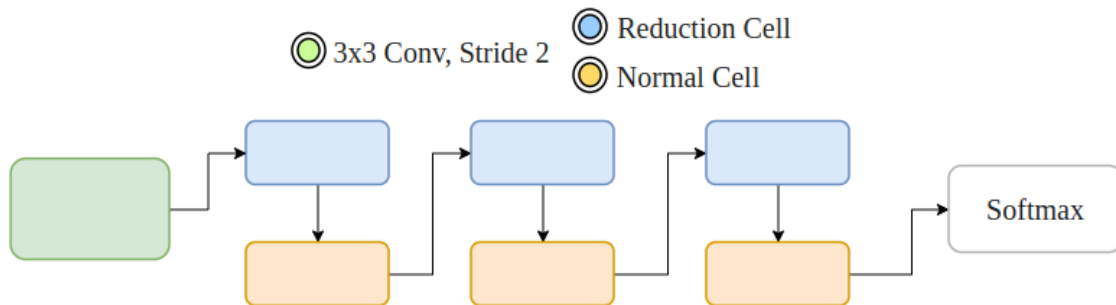 3x3 Conv, Stride 2
Reduction Cell
Normal Cell
Softmax